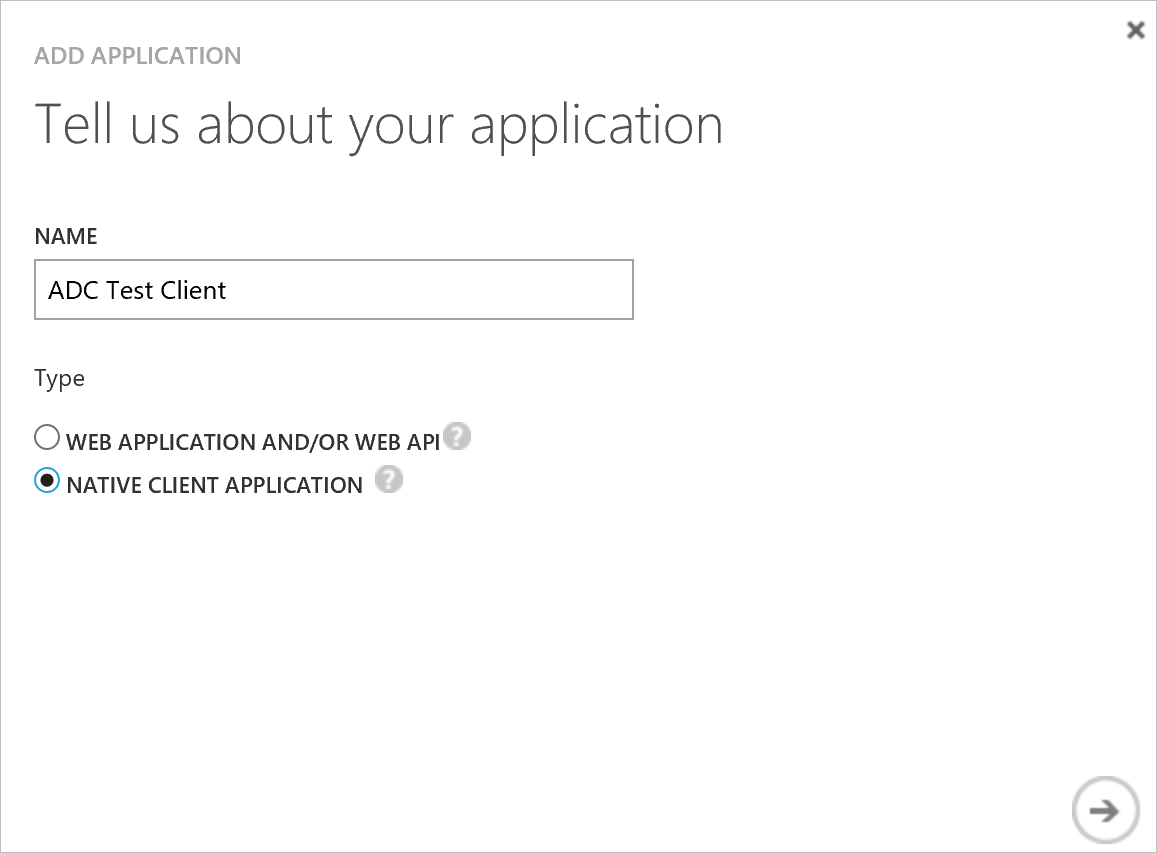 ADD APPLICATION
Tell us about your application
NAME
ADC Test Client
Type
WEB APPLICATION AND/OR WEB API ?
NATIVE CLIENT APPLICATION ?